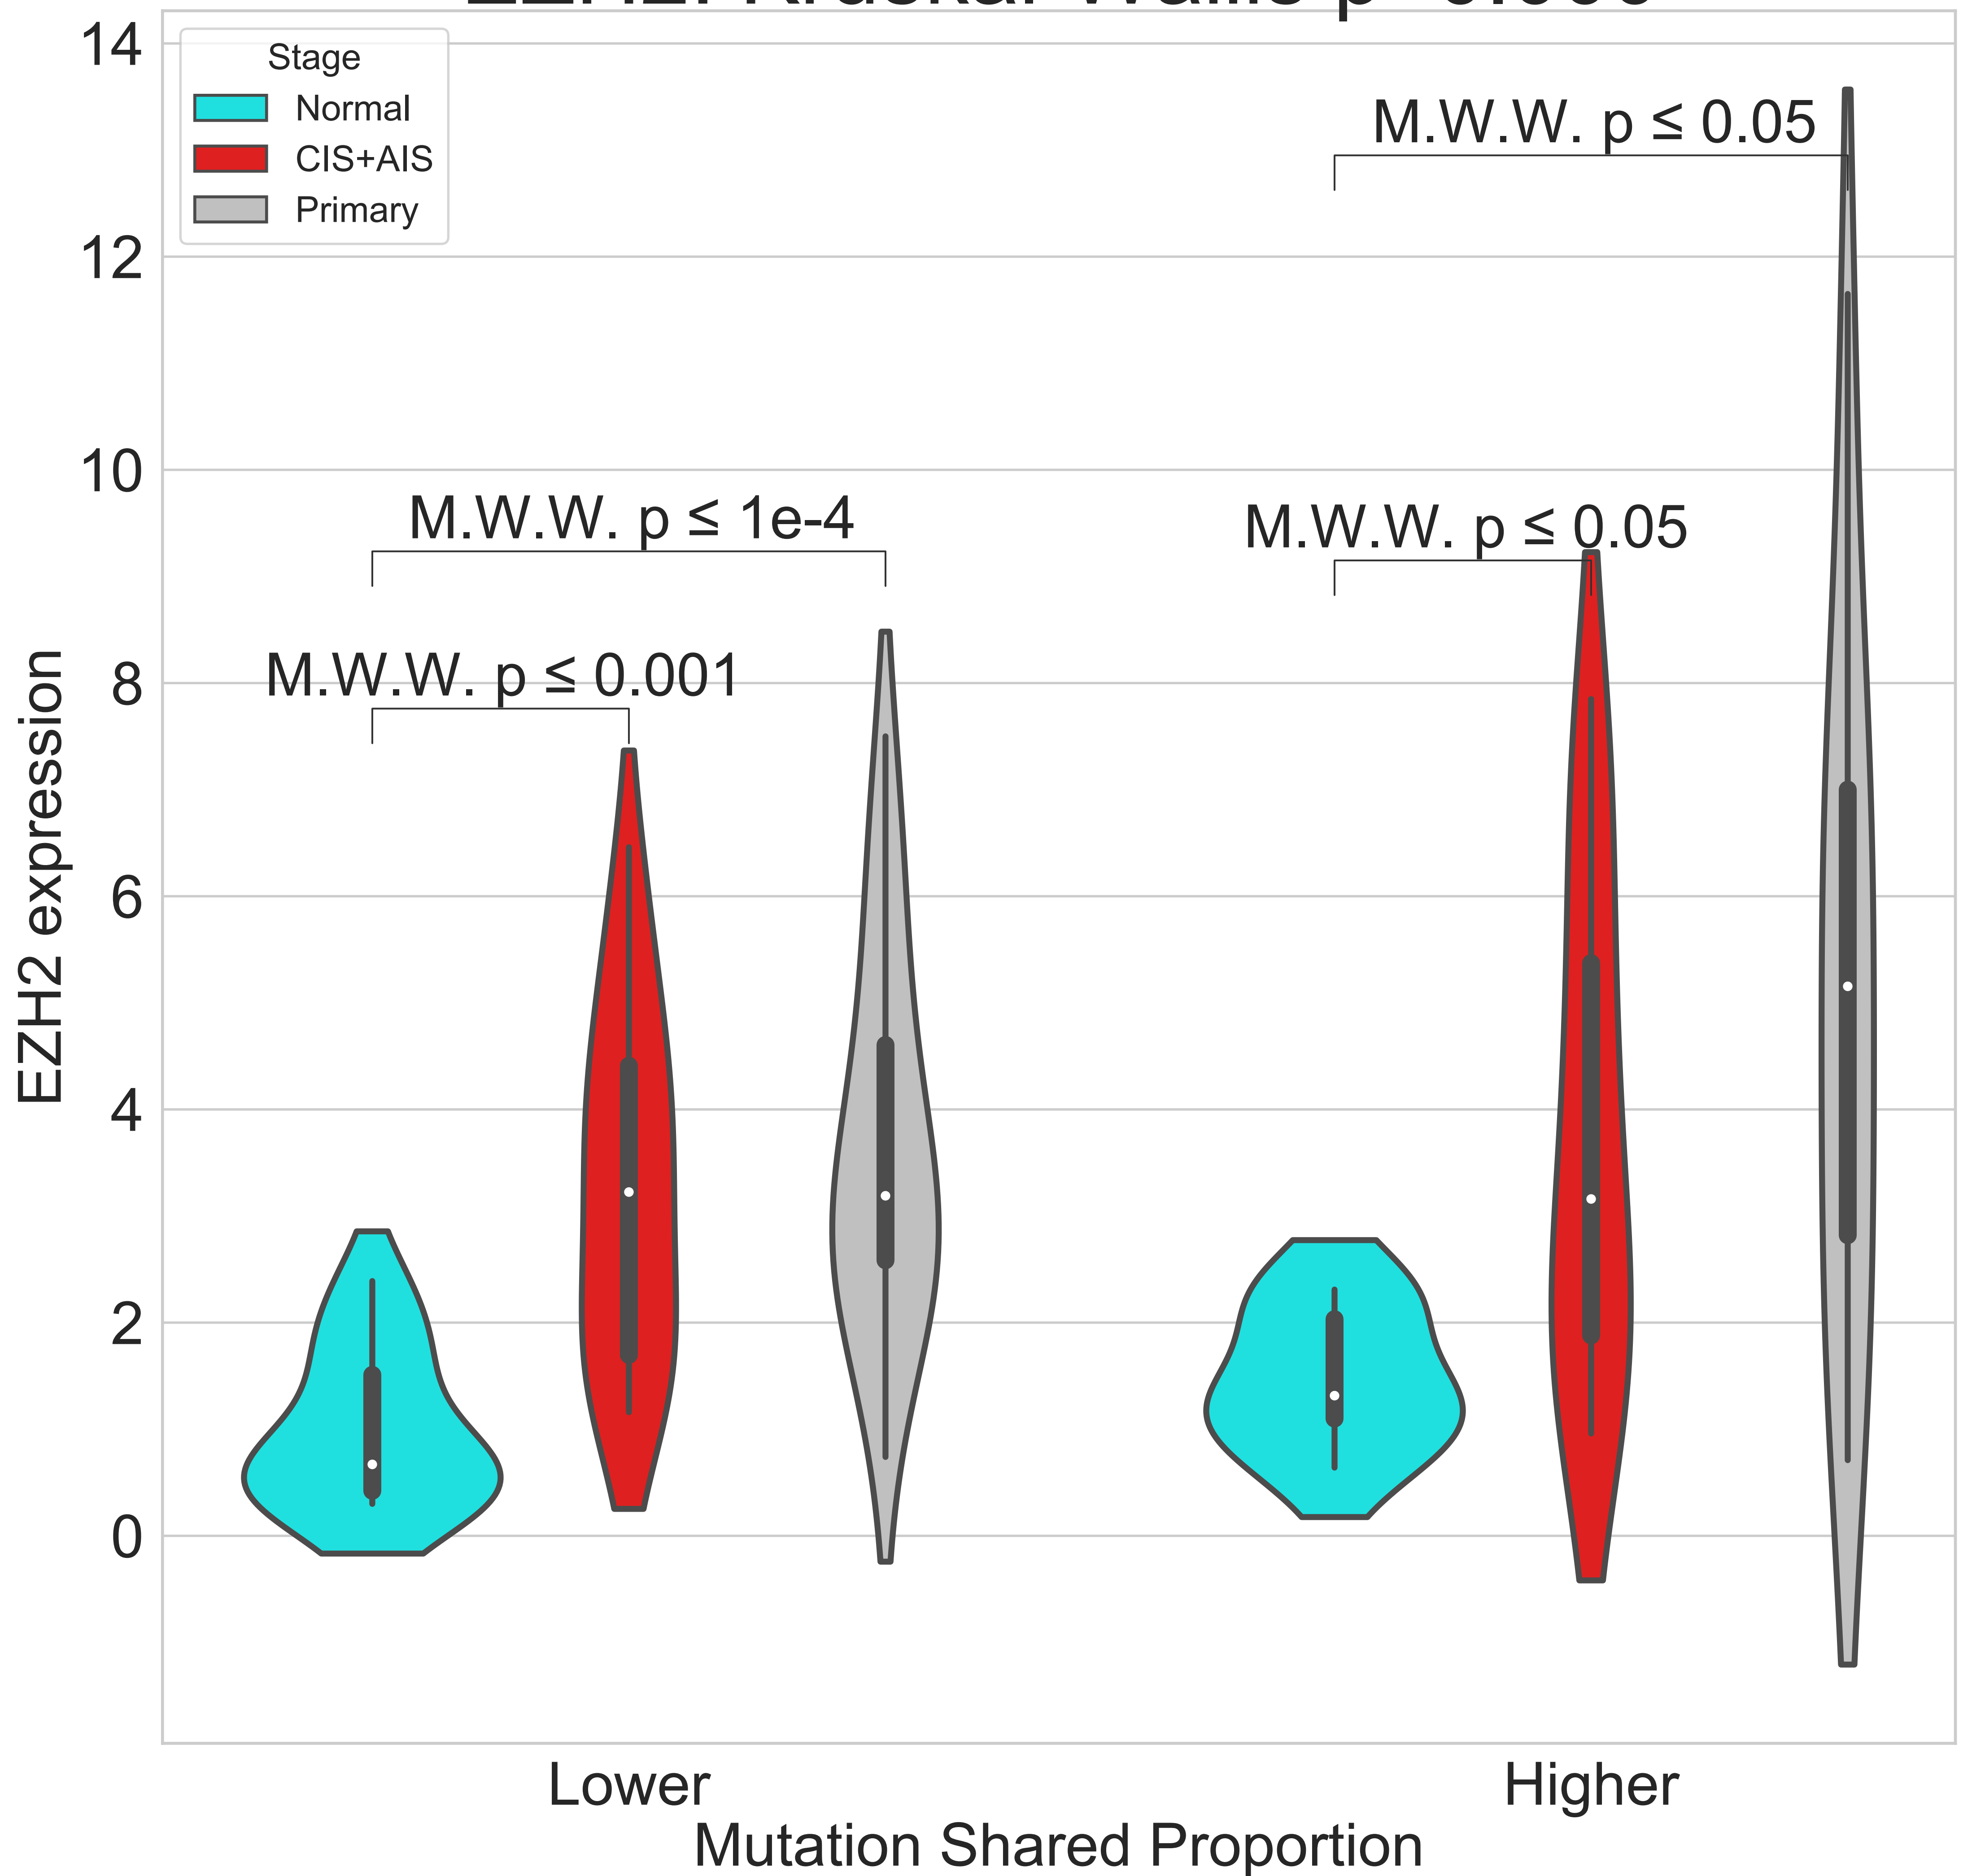 14
12
10
8
6
4
2
0
EZH2 expression
Stage
Normal
CIS+AIS
Primary
M.W.W. p ≤ 0.05
M.W.W. p ≤ 1e-4
M.W.W. p ≤ 0.05
M.W.W. p ≤ 0.001
Lower
Higher
Mutation Shared Proportion